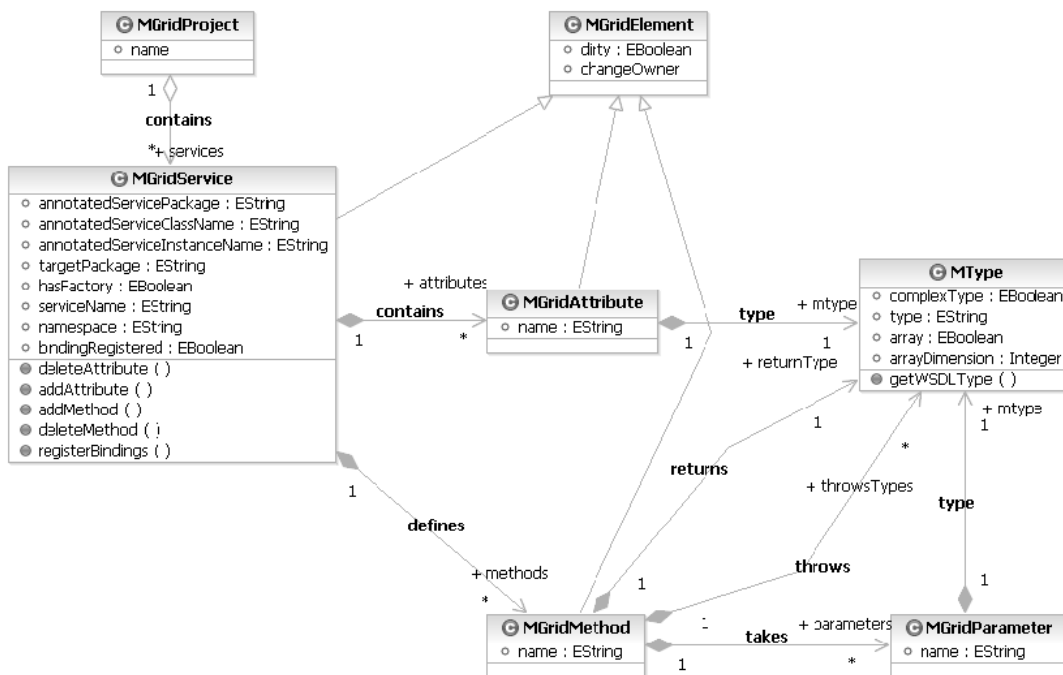 MGridProject
name
1
contains
*+ services
MGridElement
dirty : EBoolean
changeOwner
MGridService
annotatedServicePackage : EString
annotatedServiceClassName : EString
annotatedServiceInstanceName : EString
targetPackage : EString
hasFactory : EBoolean
serviceName : EString
namespace : EString
bindingRegistered : EBoolean
deleteAttribute ( )
addAttribute ( )
addMethod ( )
deleteMethod ( )
registerBindings ( )
+ attributes
contains
1
*
MGridAttribute
name : EString
type
1
+ mtype
1
MType
complexType : EBoolean
type : EString
array : EBoolean
arrayDimension : Integer
getWSDLType ( )
+ returnType
1
returns
1
+ mtype
1
type
1
*
+ throwsTypes
throws
1
1
defines
+ methods
*
MGridMethod
name : EString
takes
1
+ parameters
*
MGridParameter
name : EString